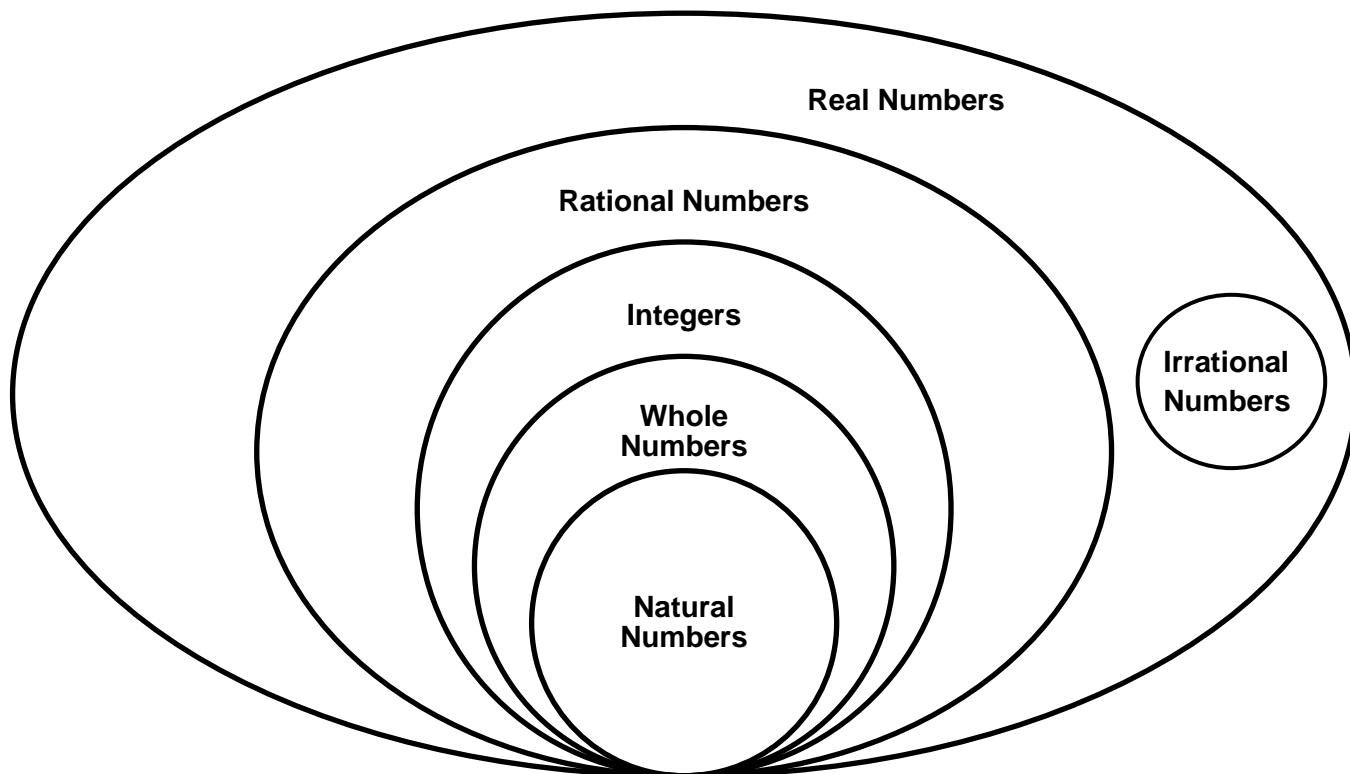 Real Numbers
Rational Numbers
Integers
Irrational
Numbers
Whole
Numbers
Natural
Numbers